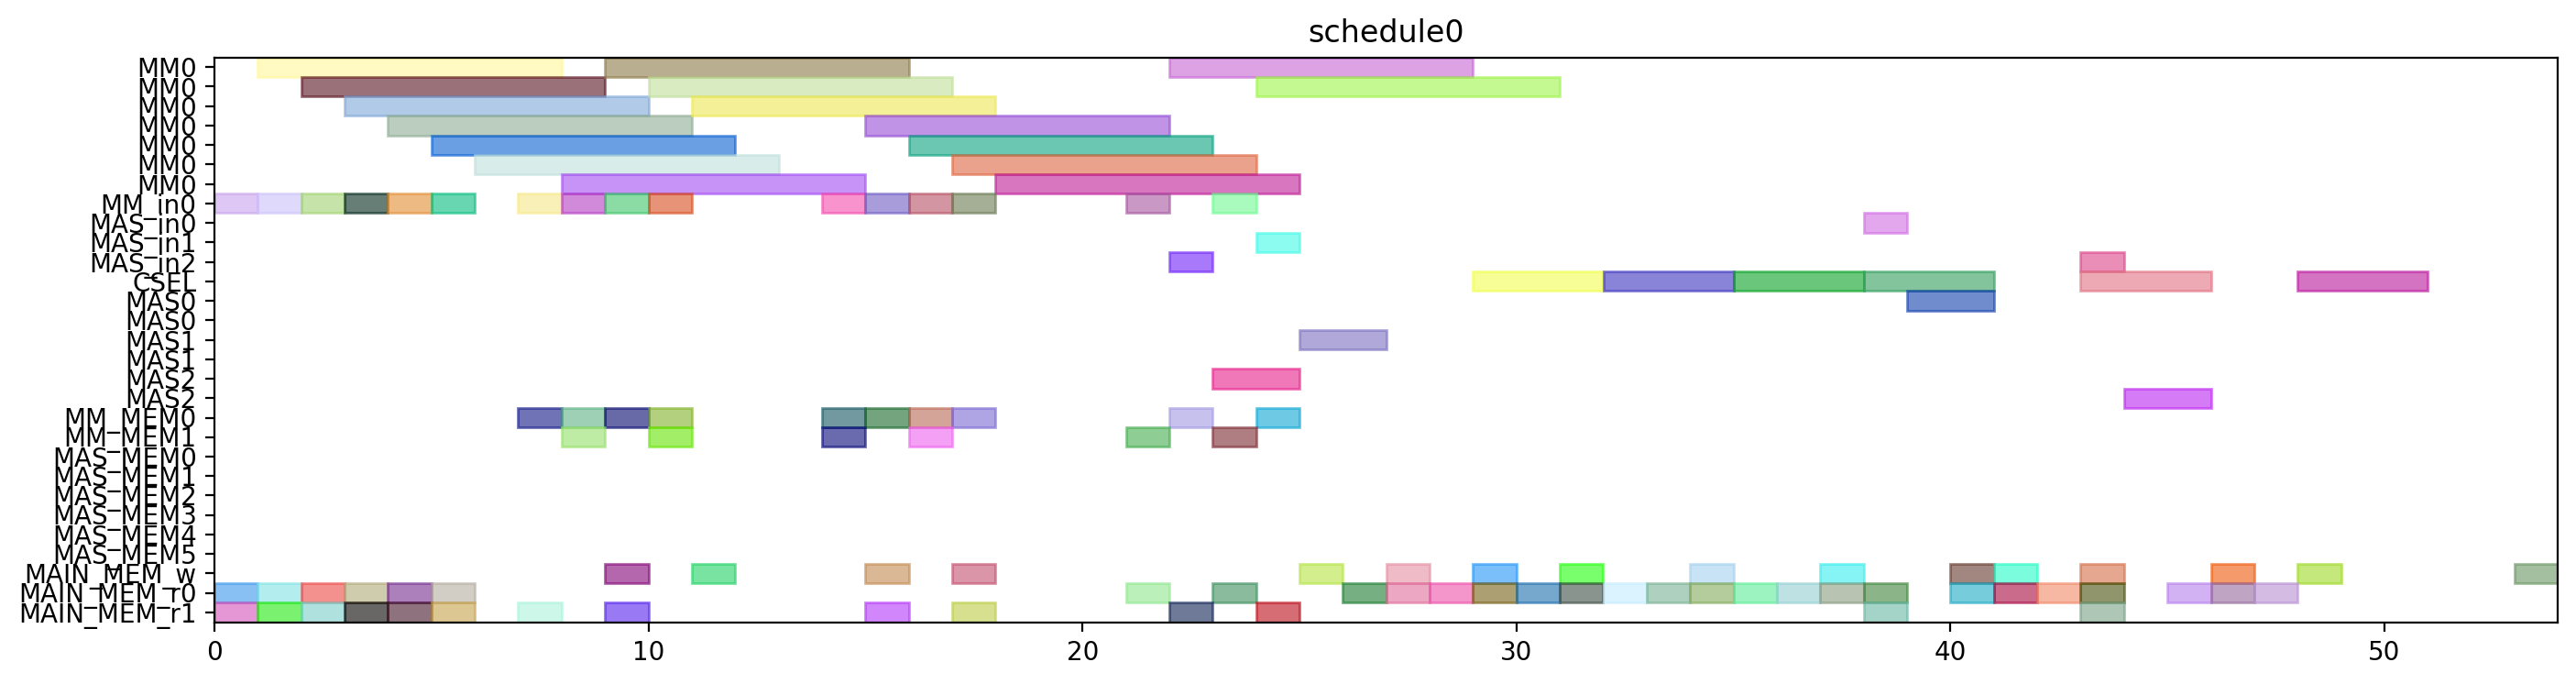 schedule0
MM0
MM0
MM0
MM0
MM0
MM0
MM0
MM_in0
MAS_in0
MAS_in1
MAS_in2
CSEL
MAS0
MAS0
MAS1
MAS1
MAS2
MAS2
MM_MEM0
MM_MEM1
MAS_MEM0
MAS_MEM1
MAS_MEM2
MAS_MEM3
MAS_MEM4
MAS_MEM5
MAIN_MEM_w
MAIN_MEM_r0
MAIN_MEM_r1
0 10 20 30 40 50